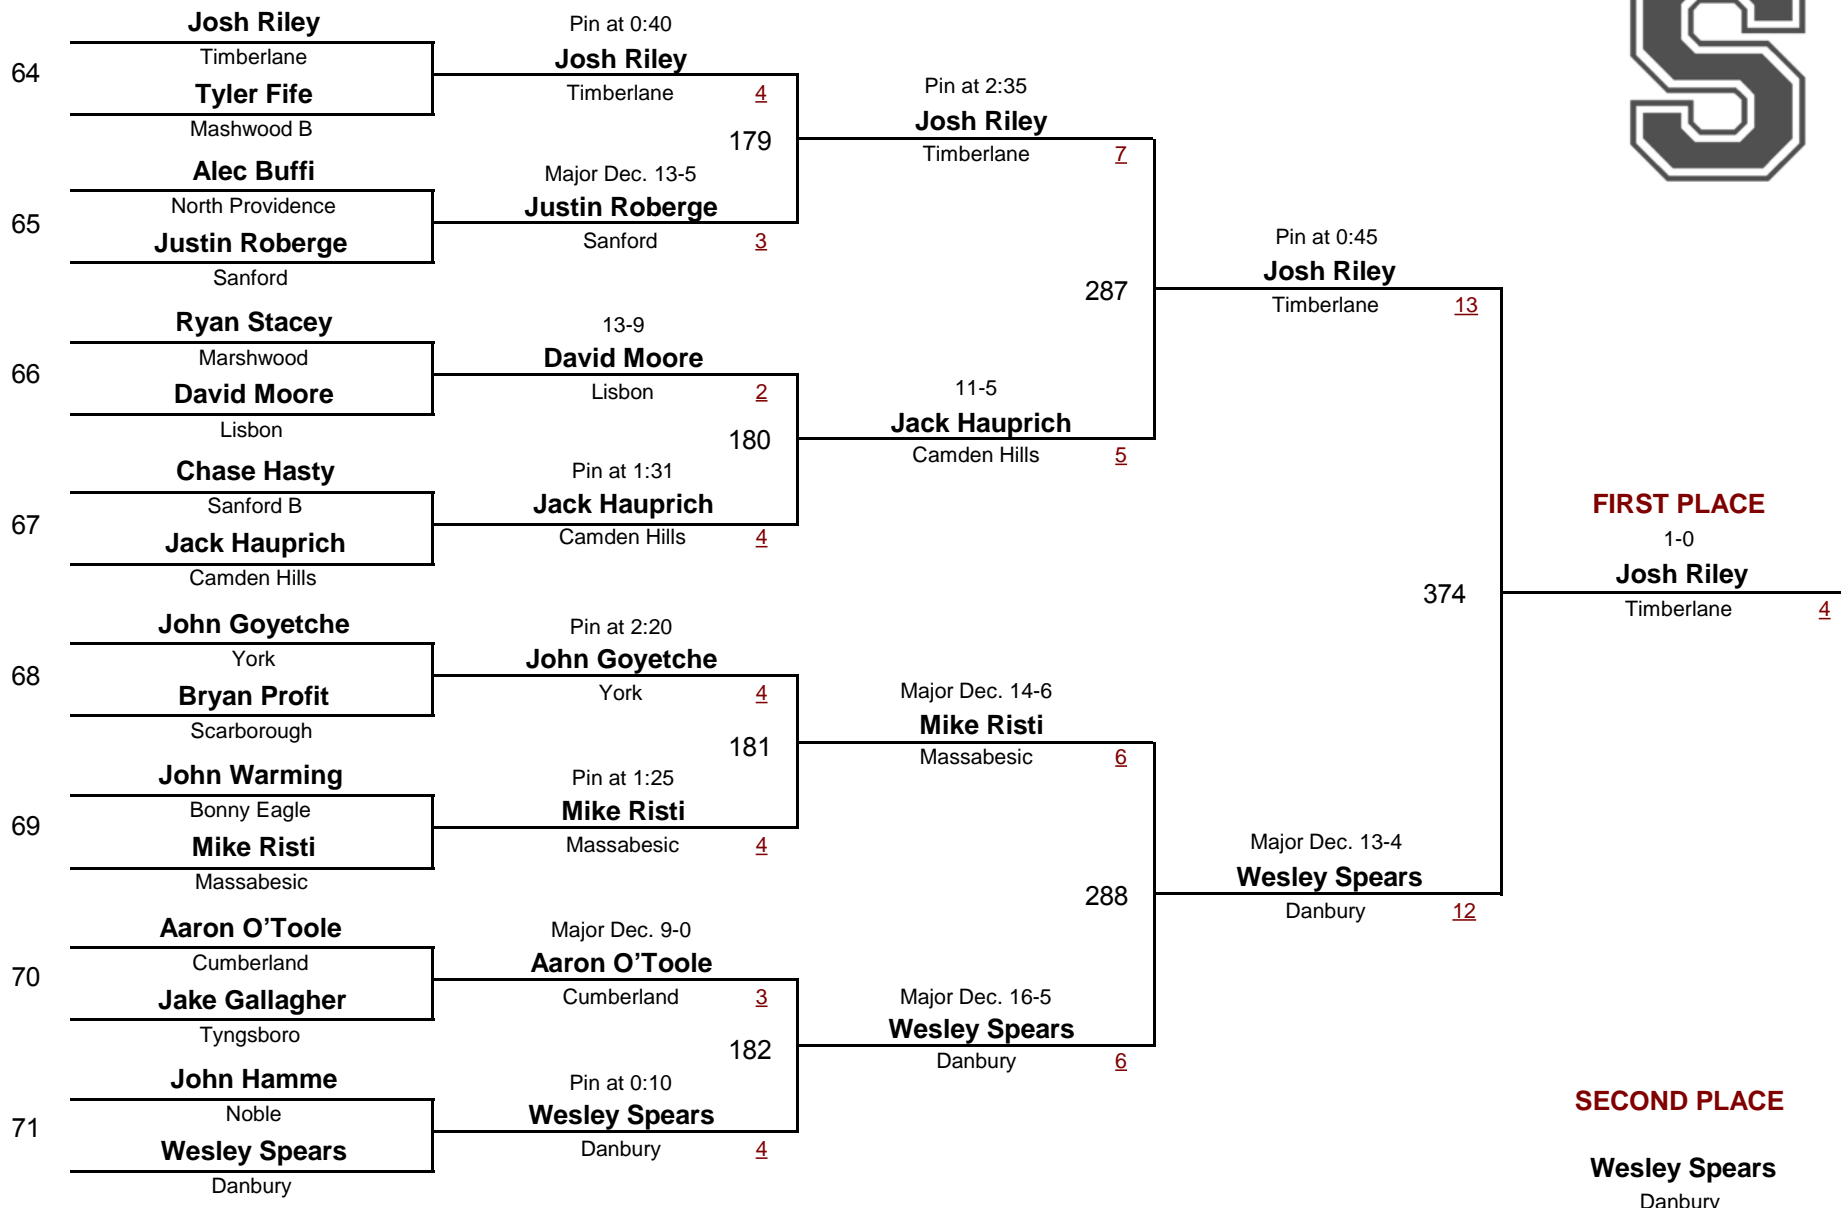 Josh Riley
64
Timberlane
Tyler Fife
Mashwood B
Alec Buffi
65
North Providence
Justin Roberge
Sanford
Ryan Stacey
66
Marshwood
David Moore
Lisbon
Chase Hasty
67
Sanford B
Jack Hauprich
Camden Hills
John Goyetche
68
York
Bryan Profit
Scarborough
John Warming
69
Bonny Eagle
Mike Risti
Massabesic
Aaron O’Toole
70
Cumberland
Jake Gallagher
Tyngsboro
John Hamme
71
Noble
Wesley Spears
Danbury
Pin at 0:40
Josh Riley
Timberlane 4
179
Major Dec. 13-5
Justin Roberge
Sanford 3
13-9
David Moore
Lisbon 2
180
Pin at 1:31
Jack Hauprich
Camden Hills 4
Pin at 2:20
John Goyetche
York 4
181
Pin at 1:25
Mike Risti
Massabesic 4
Major Dec. 9-0
Aaron O’Toole
Cumberland 3
182
Pin at 0:10
Wesley Spears
Danbury 4
Pin at 2:35
Josh Riley
Timberlane 7
287
11-5
Jack Hauprich
Camden Hills 5
Major Dec. 14-6
Mike Risti
Massabesic 6
288
Major Dec. 16-5
Wesley Spears
Danbury 6
Pin at 0:45
Josh Riley
Timberlane 13
374
Major Dec. 13-4
Wesley Spears
Danbury 12
S
FIRST PLACE
1-0
Josh Riley
Timberlane 4
SECOND PLACE
Wesley Spears
Danbury